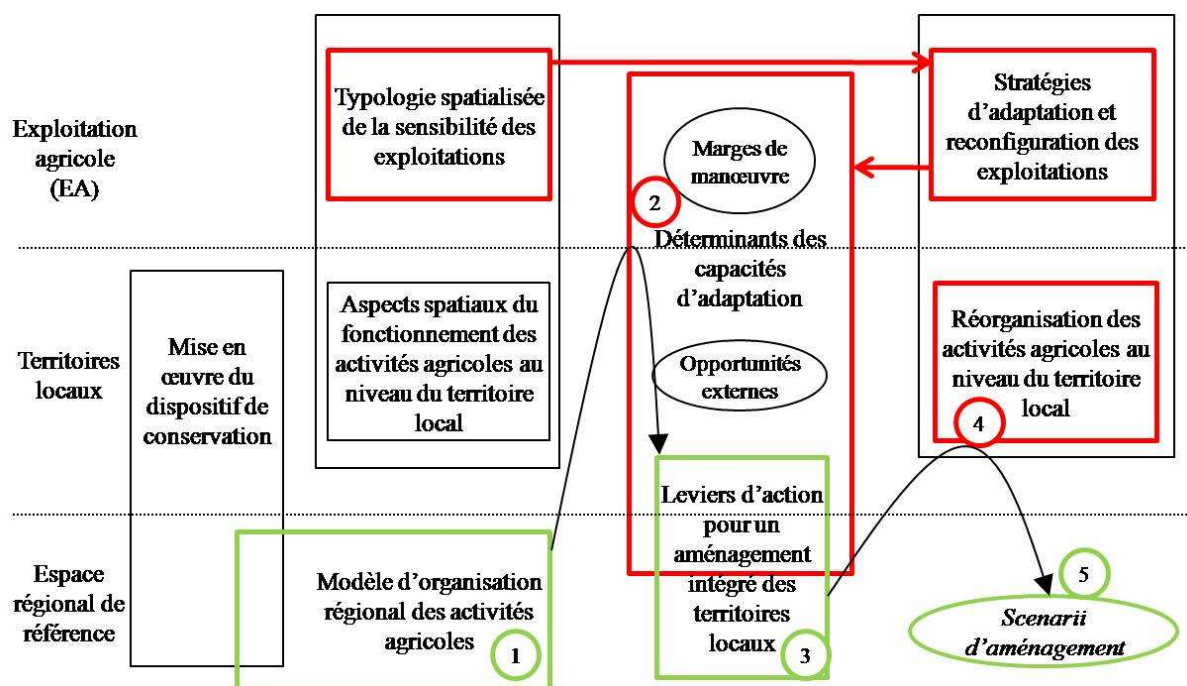 Exploitation
agricole
(EA)
Typologie spatialisée
de la sensibilité des
exploitations
Marges de
manœuvre
2
Déterminants des
capacités
d’adaptation
Stratégies
d’adaptation et
reconfiguration des
exploitations
Territoires
locaux
Mise en
œuvre du
dispositif de
conservation
Aspects spatiaux du
fonctionnement des
activités agricoles au
niveau du territoire
local
Opportunités
externes
Réorganisation des
activités agricoles au
niveau du territoire
local
4
Espace
régional de
référence
Modèle d’organisation
régional des activités
agricoles
1
Leviers d’action
pour un
aménagement
intégré des
territoires
locaux
3
5
Scenarii
d’aménagement